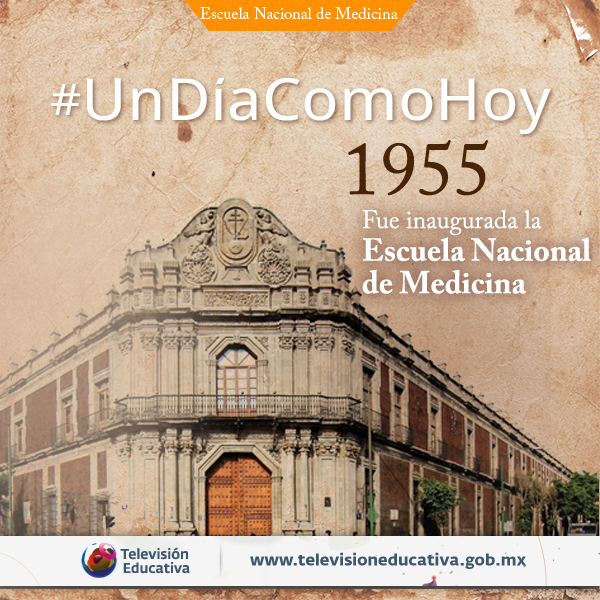 Escuela Nacional de Medicina
#UnDíaComoHoy
1955
Fue inaugurada la
Escuela Nacional
de Medicina
Televisión
Educativa
www.televisioneducativa.gob.mx